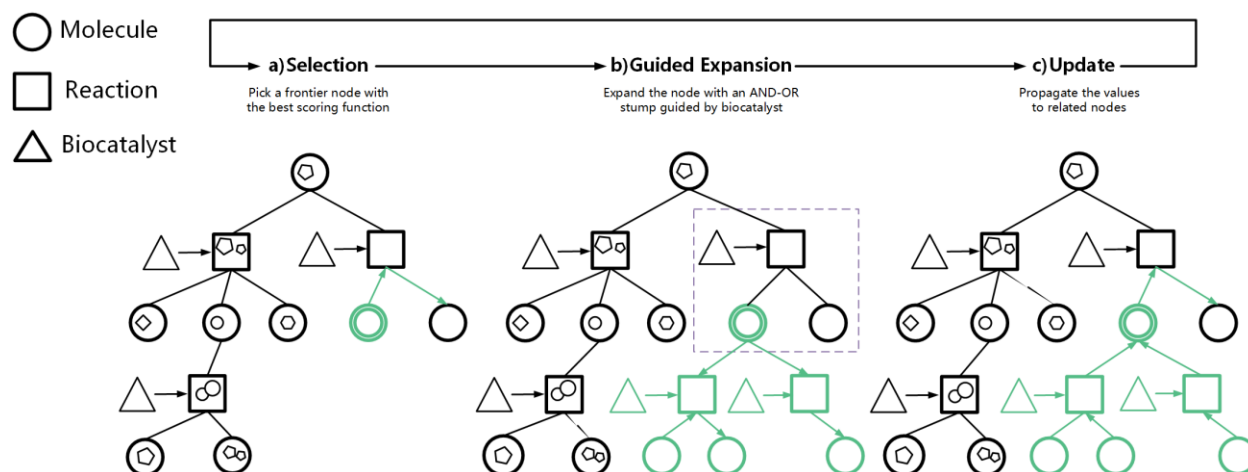 Molecule
Reaction
Biocatalyst
a)Selection
Pick a frontier node with
the best scoring function
b)Guided Expansion
Expand the node with an AND-OR
stump guided by biocatalyst
c)Update
Propagate the values
to related nodes